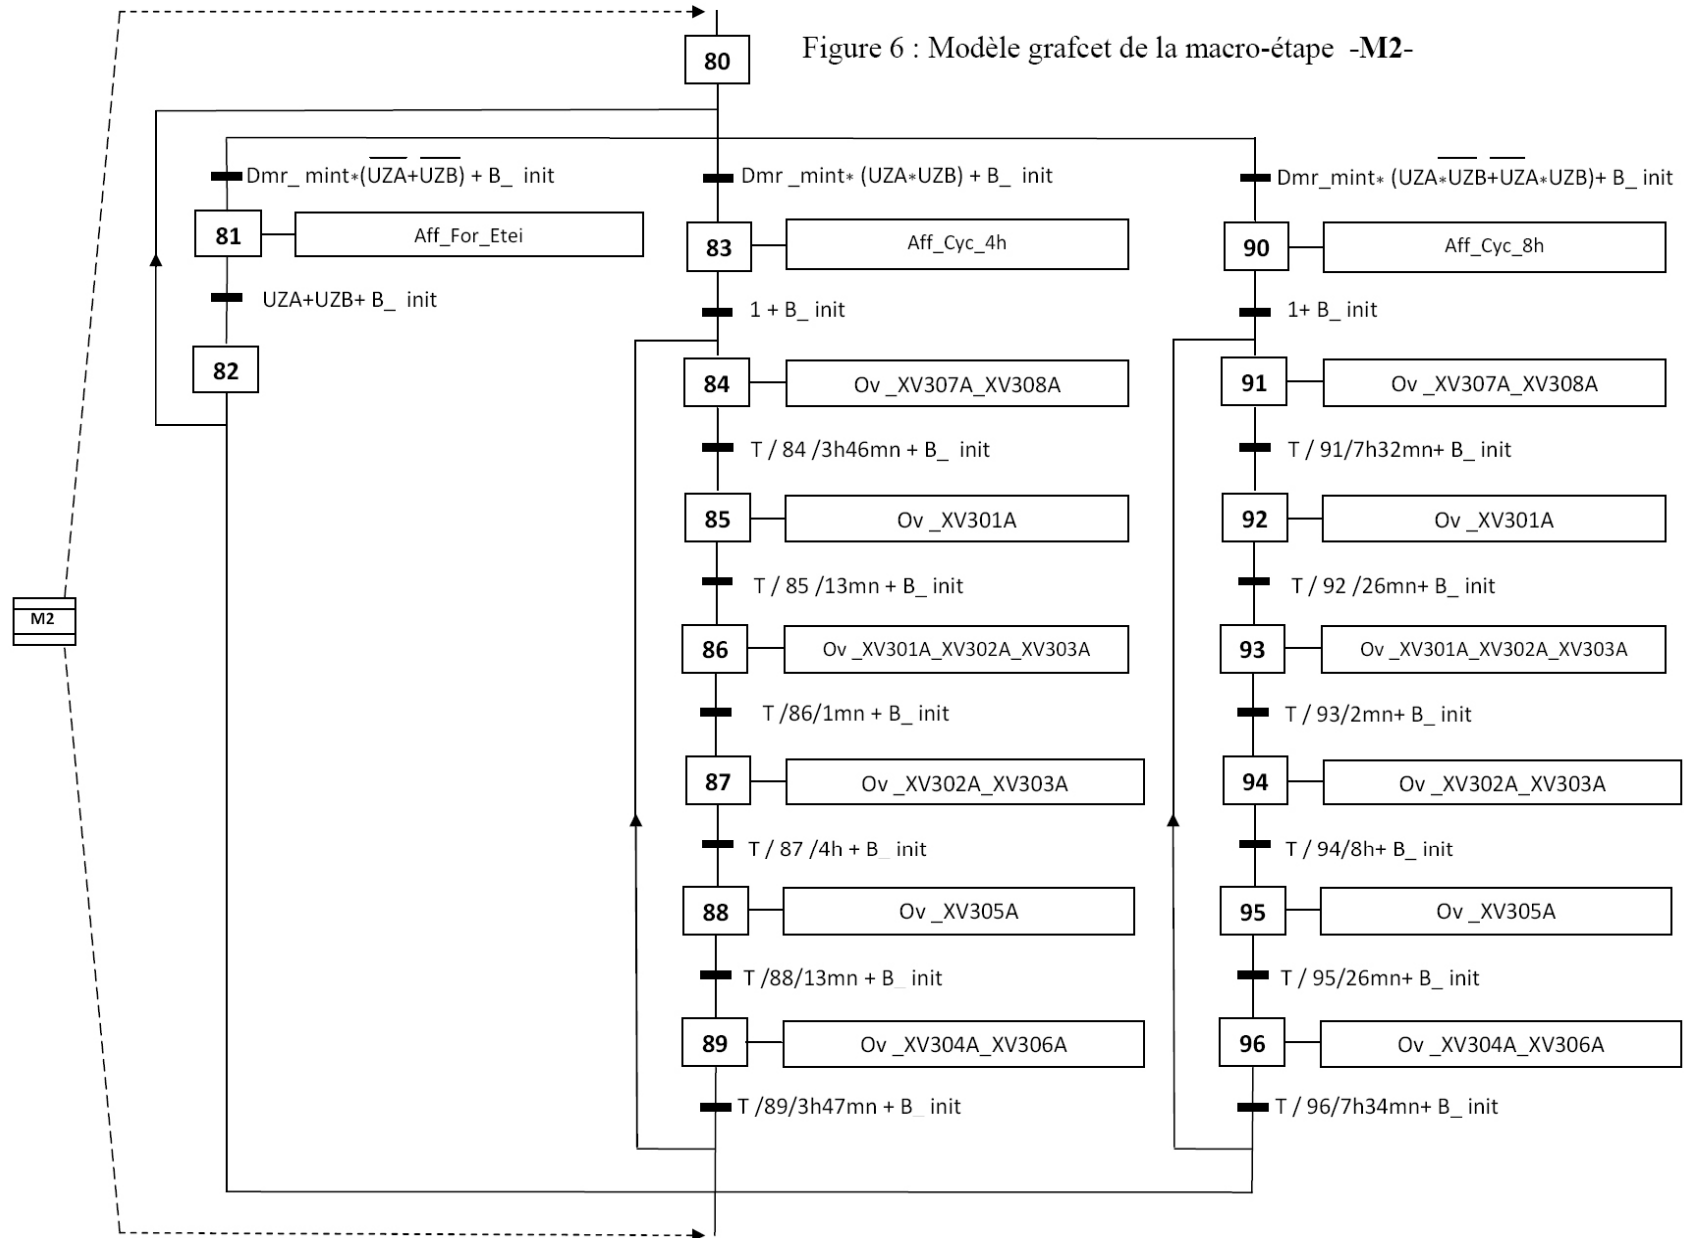 80
Figure 6 : Modèle grafcet de la macro-étape -M2-
Dmr_ mint*(U̅Z̅A̅+U̅Z̅B̅) + B_ init
Dmr _mint* (UZA*UZB) + B_ init
Dmr_mint* (UZA*U̅Z̅B̅+U̅Z̅A̅*UZB)+ B_ init
81
Aff_For_Etei
83
Aff_Cyc_4h
90
Aff_Cyc_8h
UZA+UZB+ B_ init
1 + B_ init
1+ B_ init
82
84
Ov _XV307A_XV308A
91
Ov _XV307A_XV308A
T / 84 /3h46mn + B_ init
T / 91/7h32mn+ B_ init
85
Ov _XV301A
92
Ov _XV301A
T / 85 /13mn + B_ init
T / 92 /26mn+ B_ init
M2
86
Ov _XV301A_XV302A_XV303A
93
Ov _XV301A_XV302A_XV303A
T /86/1mn + B_ init
T / 93/2mn+ B_ init
87
Ov _XV302A_XV303A
94
Ov _XV302A_XV303A
T / 87 /4h + B_ init
T / 94/8h+ B_ init
88
Ov _XV305A
95
Ov _XV305A
T /88/13mn + B_ init
T / 95/26mn+ B_ init
89
Ov _XV304A_XV306A
96
Ov _XV304A_XV306A
T /89/3h47mn + B_ init
T / 96/7h34mn+ B_ init